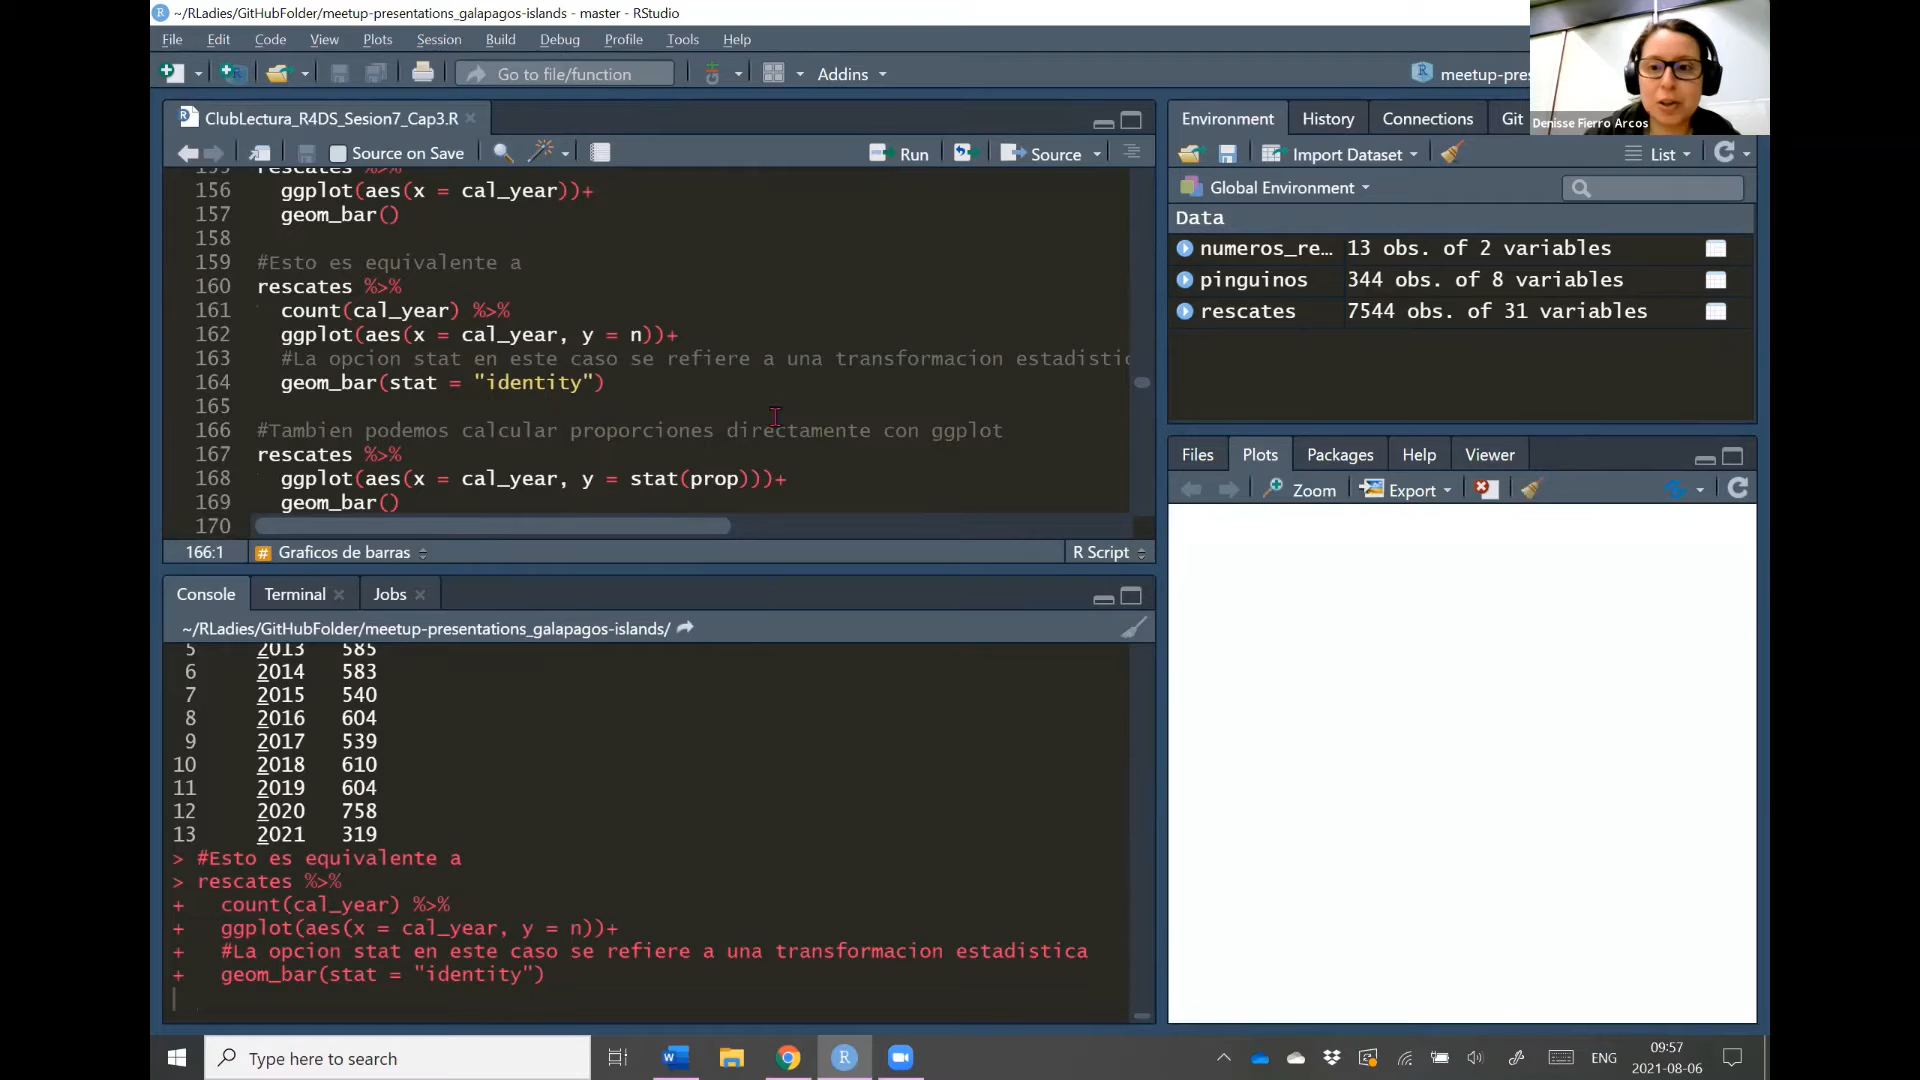 ~/RLadies/GitHubFolder/meetup-presentations_galapagos-islands - master - RStudio
File Edit Code View Plots Session Build Debug Profile Tools Help
Go to file/function
Addins
meetup-pres
Denisse Fierro Arcos
ClubLectura_R4DS_Sesion7_Cap3.R
Source on Save
Run
Source
155 rescates %>%
156 ggplot(aes(x = cal_year))+
157 geom_bar()
158
159 #Esto es equivalente a
160 rescates %>%
161 count(cal_year) %>%
162 ggplot(aes(x = cal_year, y = n))+
163 #La opcion stat en este caso se refiere a una transformacion estadistic
164 geom_bar(stat = "identity")
165
166 #Tambien podemos calcular proporciones directamente con ggplot
167 rescates %>%
168 ggplot(aes(x = cal_year, y = stat(prop)))+
169 geom_bar()
170
166:1
# Graficos de barras
R Script
Console Terminal Jobs
~/RLadies/GitHubFolder/meetup-presentations_galapagos-islands/
5 2013 585
6 2014 583
7 2015 540
8 2016 604
9 2017 539
10 2018 610
11 2019 604
12 2020 758
13 2021 319
> #Esto es equivalente a
> rescates %>%
+ count(cal_year) %>%
+ ggplot(aes(x = cal_year, y = n))+
+ #La opcion stat en este caso se refiere a una transformacion estadistica
+ geom_bar(stat = "identity")
Environment History Connections Git
Import Dataset
List
Global Environment
Data
numeros_re… 13 obs. of 2 variables
pinguinos 344 obs. of 8 variables
rescates 7544 obs. of 31 variables
Files Plots Packages Help Viewer
Zoom Export
Type here to search
ENG
09:57
2021-08-06